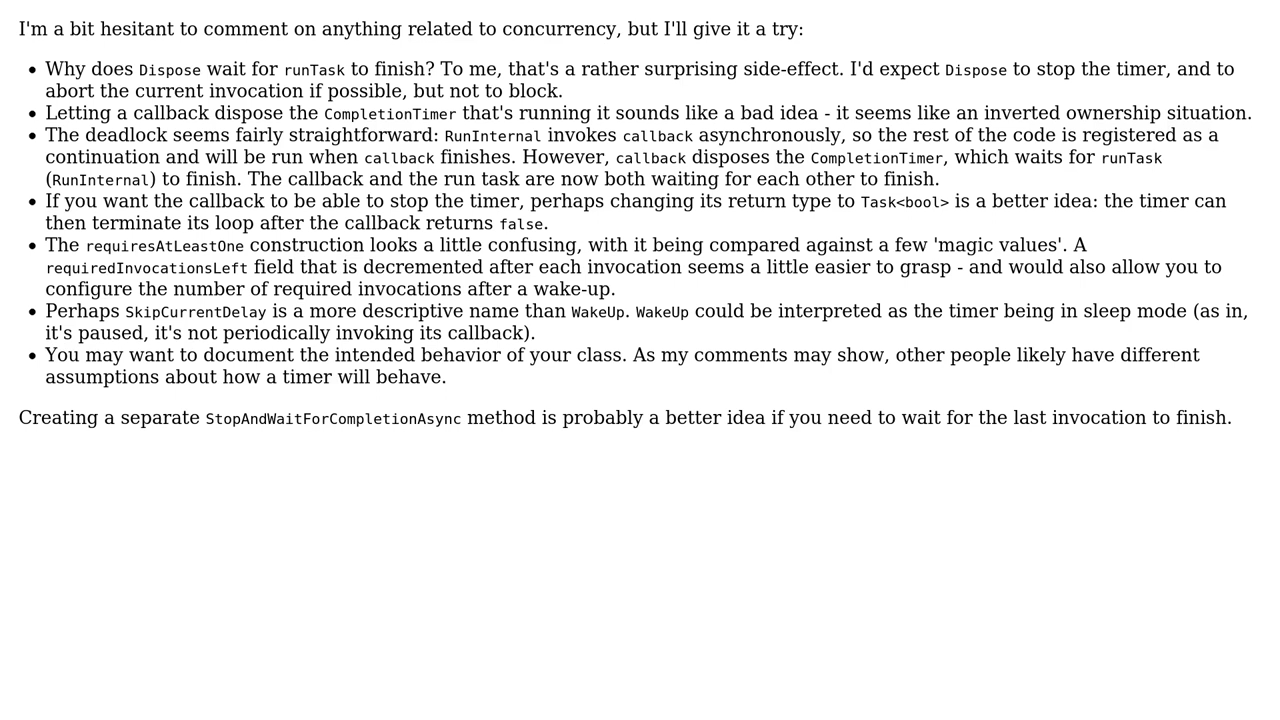 I'm a bit hesitant to comment on anything related to concurrency, but I'll give it a try:
• Why does Dispose wait for runTask to finish? To me, that's a rather surprising side-effect. I'd expect Dispose to stop the timer, and to
abort the current invocation if possible, but not to block.
• Letting a callback dispose the CompletionTimer that's running it sounds like a bad idea - it seems like an inverted ownership situation.
• The deadlock seems fairly straightforward: RunInternal invokes callback asynchronously, so the rest of the code is registered as a
continuation and will be run when callback finishes. However, callback disposes the CompletionTimer, which waits for runTask
(RunInternal) to finish. The callback and the run task are now both waiting for each other to finish.
• If you want the callback to be able to stop the timer, perhaps changing its return type to Task<bool> is a better idea: the timer can
then terminate its loop after the callback returns false.
• The requiresAtLeastOne construction looks a little confusing, with it being compared against a few 'magic values'. A
requiredInvocationsLeft field that is decremented after each invocation seems a little easier to grasp - and would also allow you to
configure the number of required invocations after a wake-up.
• Perhaps SkipCurrentDelay is a more descriptive name than WakeUp. WakeUp could be interpreted as the timer being in sleep mode (as in,
it's paused, it's not periodically invoking its callback).
• You may want to document the intended behavior of your class. As my comments may show, other people likely have different
assumptions about how a timer will behave.
Creating a separate StopAndWaitForCompletionAsync method is probably a better idea if you need to wait for the last invocation to finish.